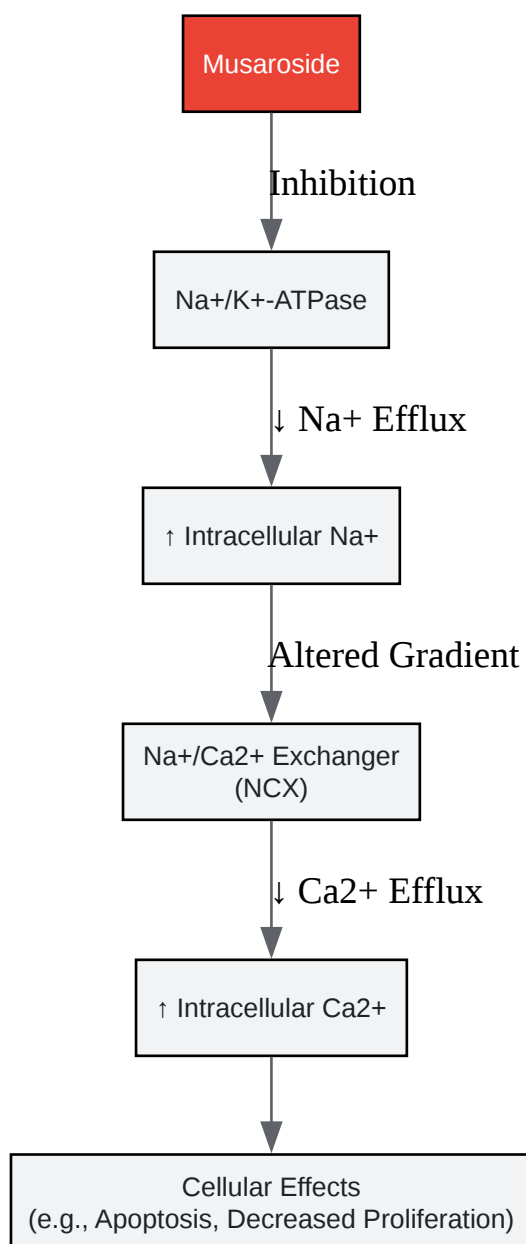 Musaroside
Inhibition
Na+/K+-ATPase
↓ Na+ Efflux
↑ Intracellular Na+
Altered Gradient
Na+/Ca2+ Exchanger
(NCX)
↓ Ca2+ Efflux
↑ Intracellular Ca2+
Cellular Effects
(e.g., Apoptosis, Decreased Proliferation)